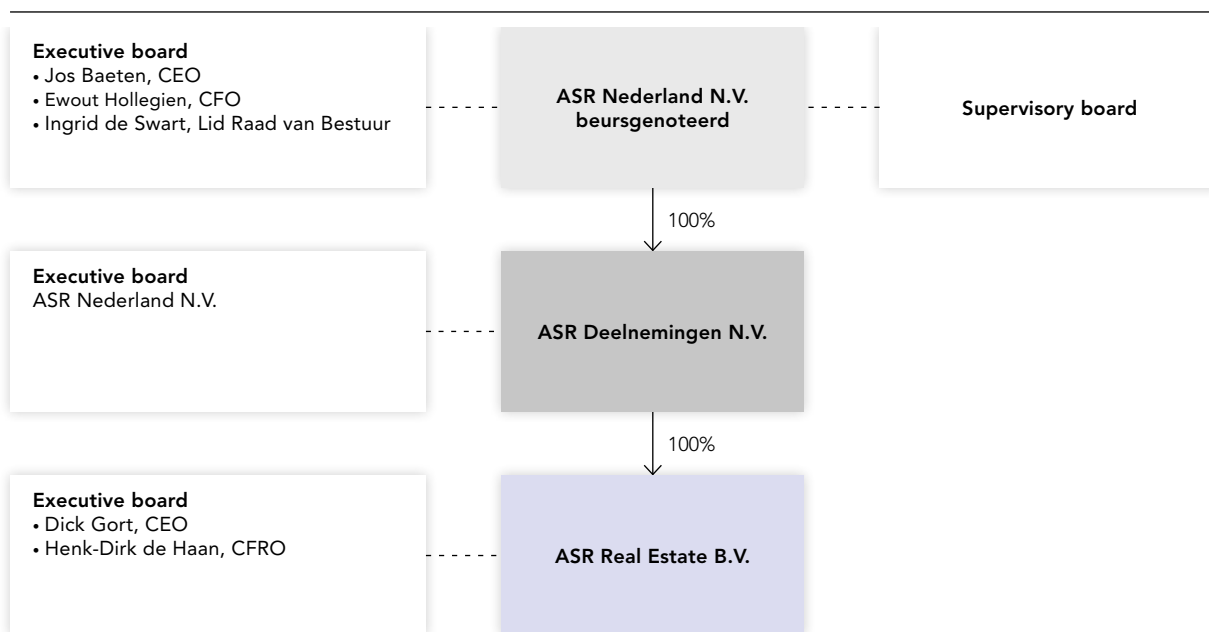 Executive board
• Jos Baeten, CEO
• Ewout Hollegien, CFO
• Ingrid de Swart, Lid Raad van Bestuur
ASR Nederland N.V.
beursgenoteerd
Supervisory board
100%
Executive board
ASR Nederland N.V.
ASR Deelnemingen N.V.
100%
Executive board
• Dick Gort, CEO
• Henk-Dirk de Haan, CFRO
ASR Real Estate B.V.